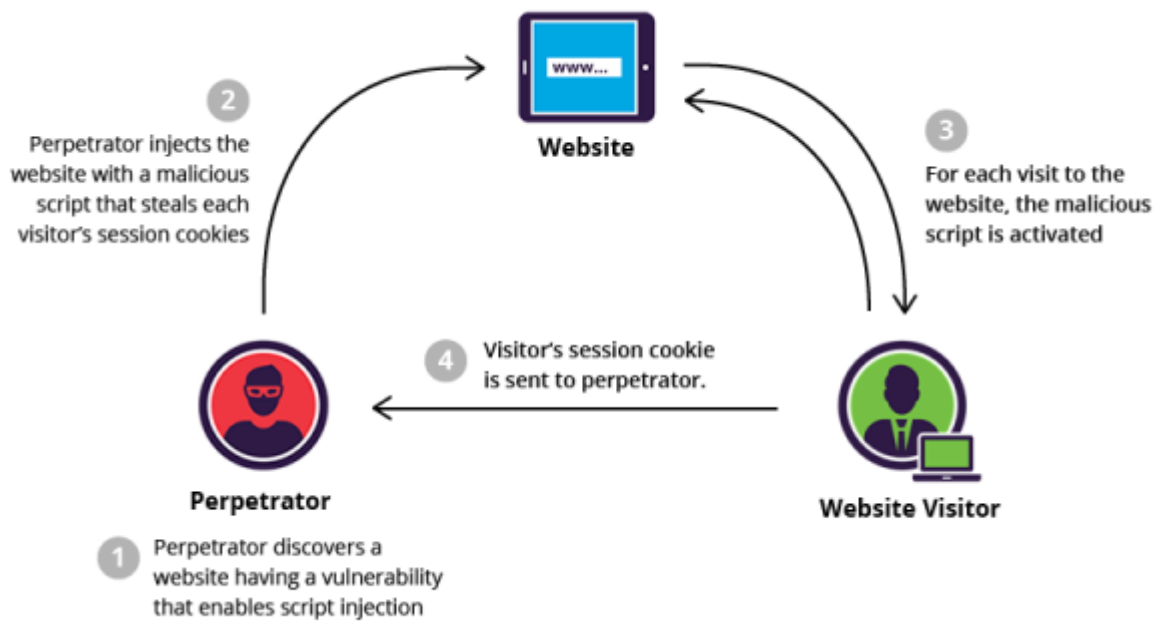 www...
Website
2
Perpetrator injects the
website with a malicious
script that steals each
visitor's session cookies
3
For each visit to the
website, the malicious
script is activated
4
Visitor's session cookie
is sent to perpetrator.
Perpetrator
Website Visitor
1
Perpetrator discovers a
website having a vulnerability
that enables script injection